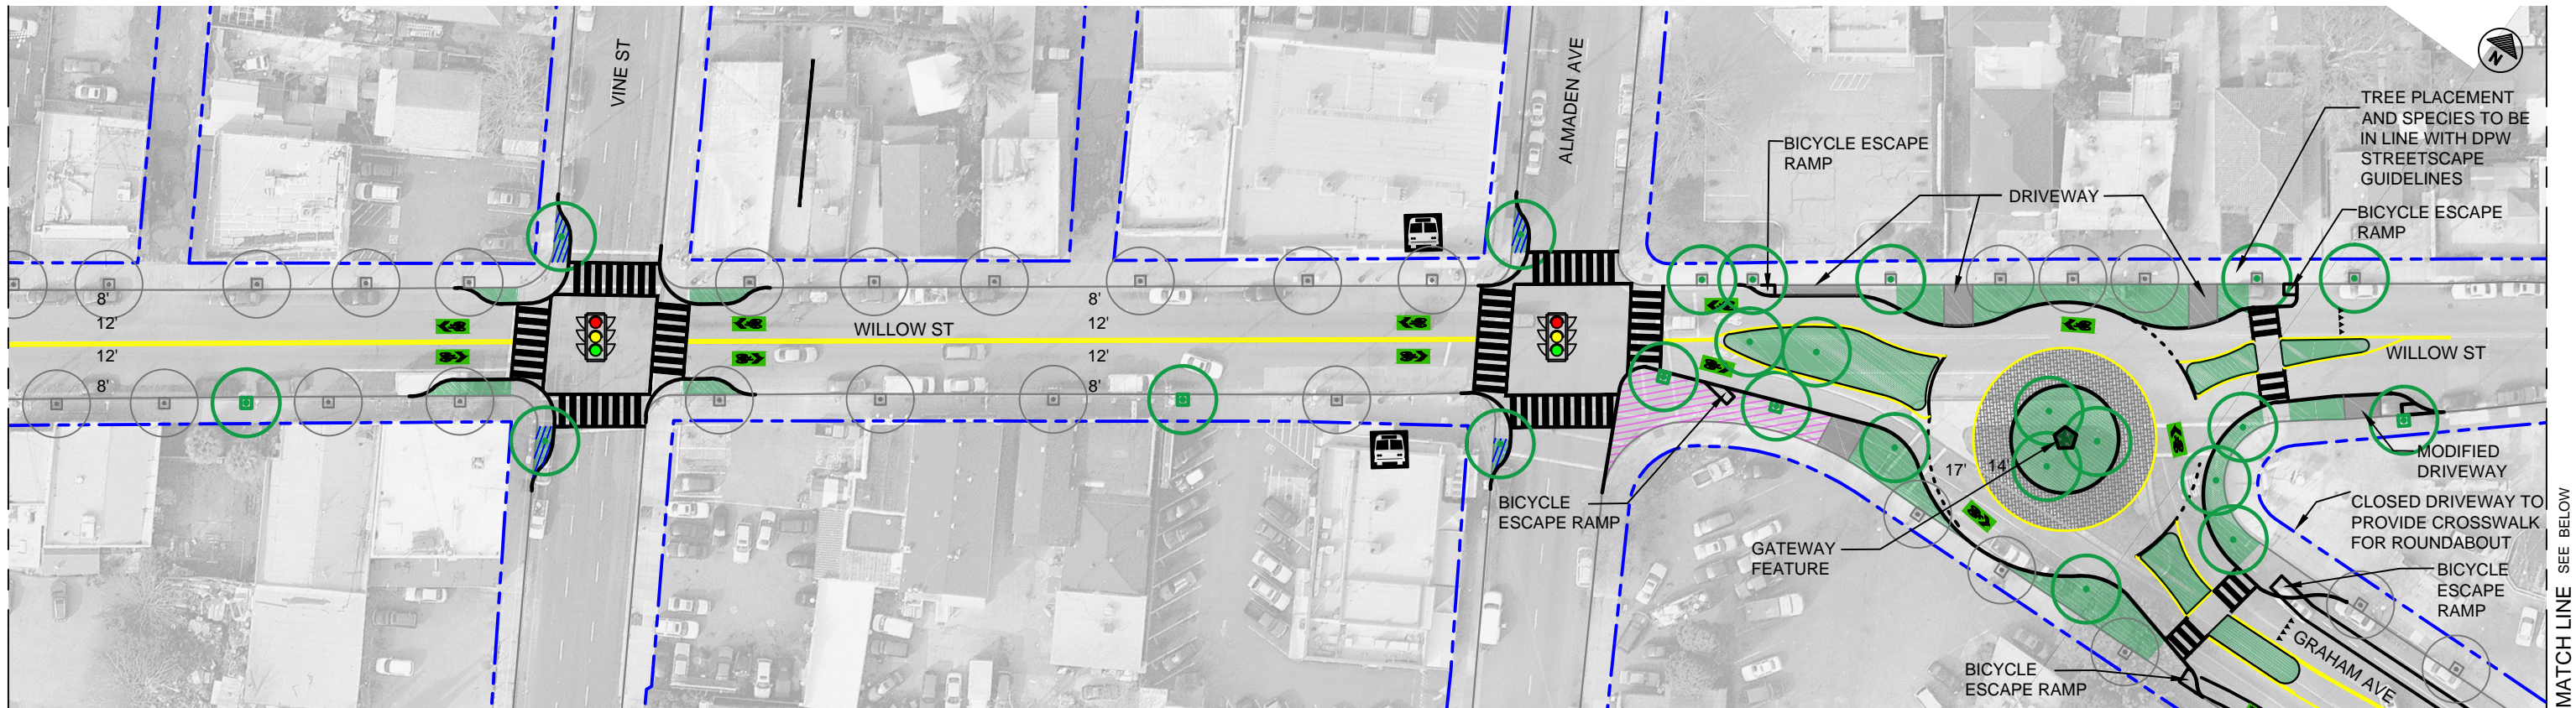 VINE ST
ALMADEN AVE
N
TREE PLACEMENT
AND SPECIES TO BE
IN LINE WITH DPW
STREETSCAPE
GUIDELINES
BICYCLE ESCAPE
RAMP
DRIVEWAY
BICYCLE ESCAPE
RAMP
8'
12'
12'
8'
WILLOW ST
8'
12'
12'
8'
WILLOW ST
17'
14'
MODIFIED
DRIVEWAY
BICYCLE
ESCAPE RAMP
CLOSED DRIVEWAY TO
PROVIDE CROSSWALK
FOR ROUNDABOUT
GATEWAY
FEATURE
BICYCLE
ESCAPE
RAMP
GRAHAM AVE
BICYCLE
ESCAPE RAMP
MATCH LINE SEE BELOW